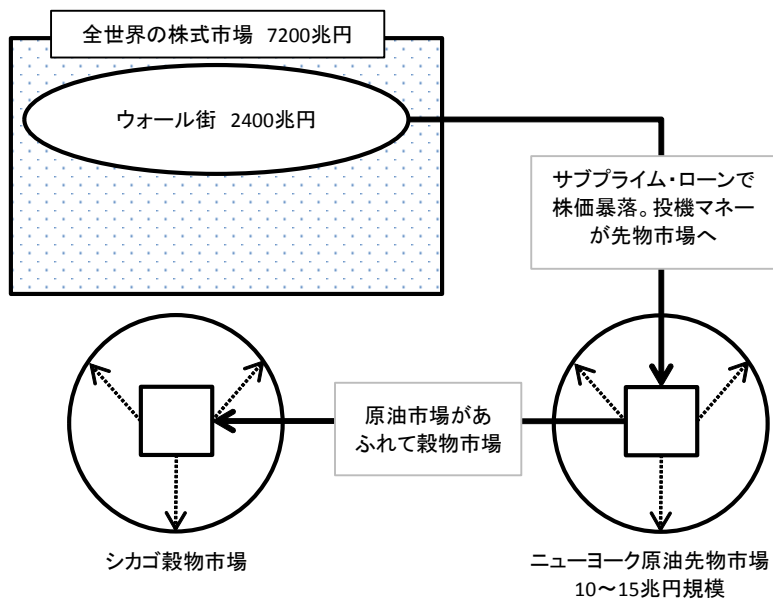 全世界の株式市場 7200兆円
ウォール街 2400兆円
サブプライム・ローンで
株価暴落。投機マネー
が先物市場へ
原油市場があ
ふれて穀物市場
シカゴ穀物市場
ニューヨーク原油先物市場
10～15兆円規模